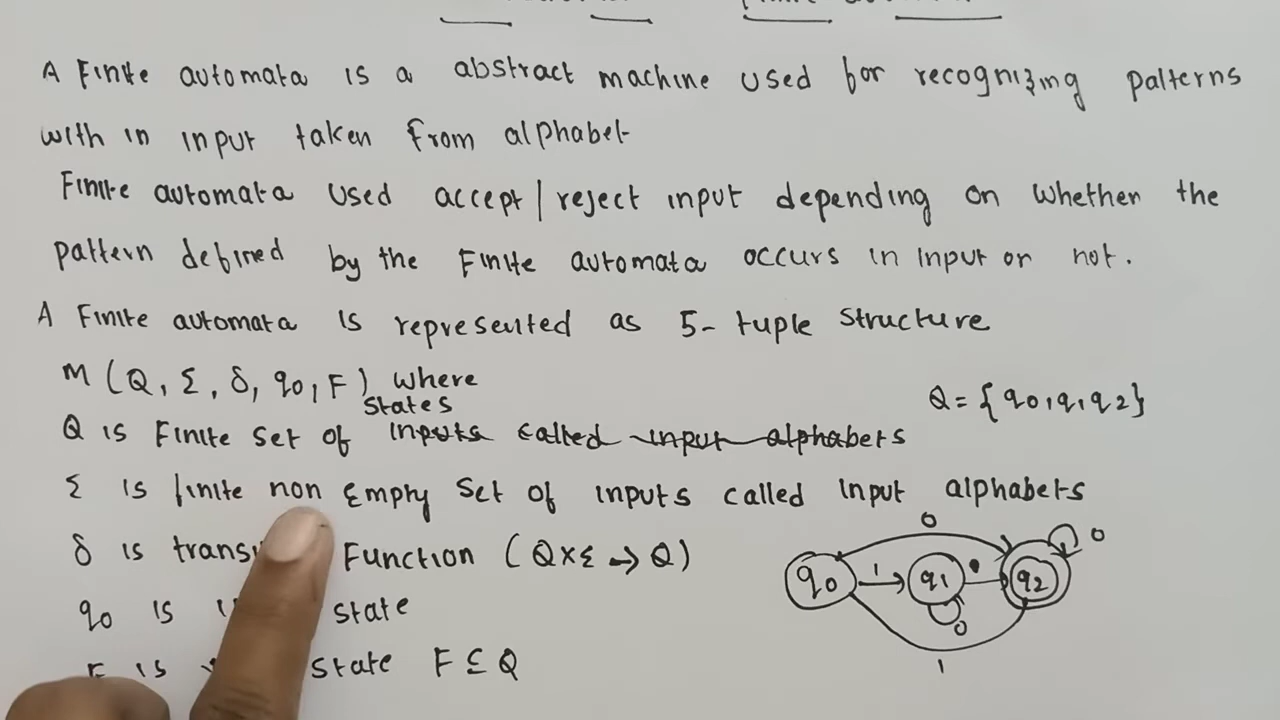 A Finite automata is a abstract machine used for recognizing patterns
with in input taken from alphabet
Finite automata used accept/reject input depending on whether the
pattern defined by the Finite automata occurs in input or not.
A Finite automata is represented as 5-tuple structure
M (Q, Σ, δ, q0, F) where
states
Q = {q0, q1, q2}
Q is Finite set of inputs called input alphabets
Σ is finite non Empty set of inputs called input alphabets
δ is Function (Q×Σ → Q)
q0 is state
F is state F ⊆ Q
0
0
q0 1 q1 q2
0
1